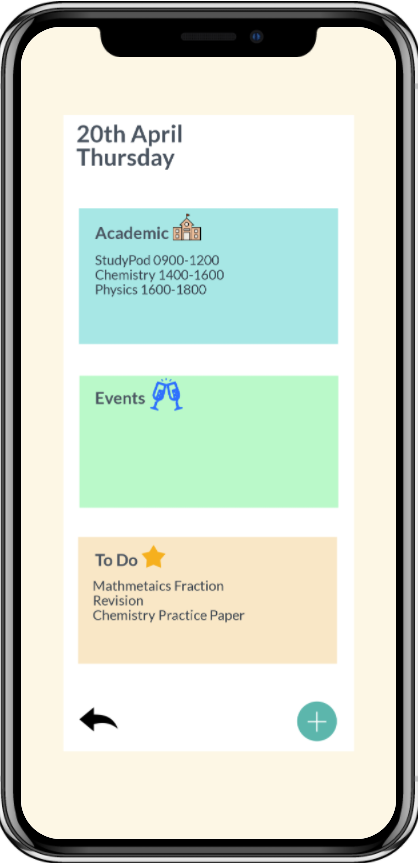 20th April
Thursday
Academic
StudyPod 0900-1200
Chemistry 1400-1600
Physics 1600-1800
Events
To Do
Mathmetaics Fraction
Revision
Chemistry Practice Paper